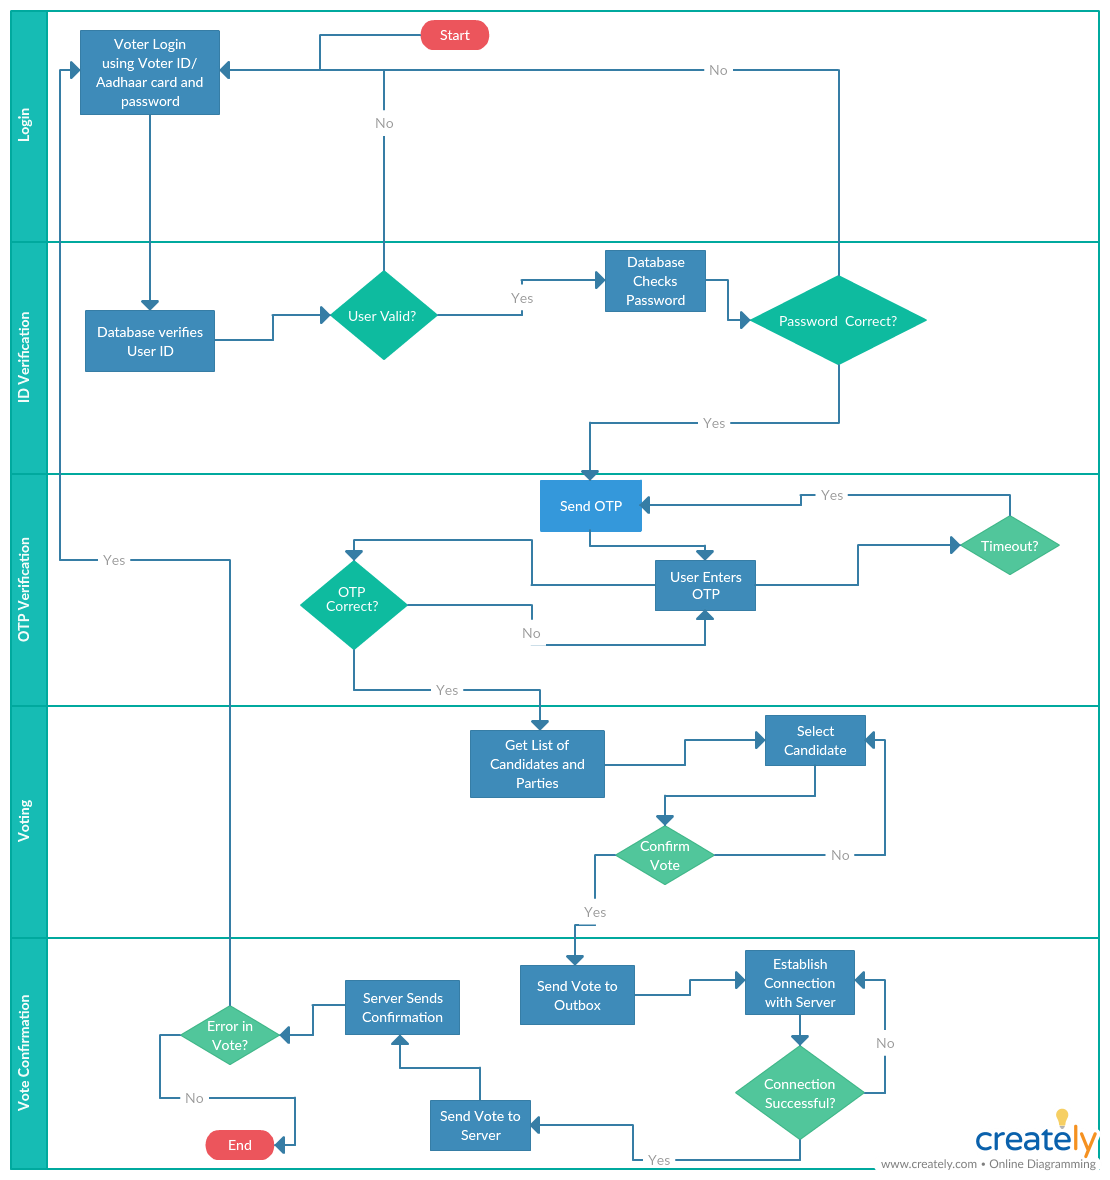 Login
Start
Voter Login
using Voter ID/
Aadhaar card and
password
No
No
ID Verification
Database
Checks
Password
Yes
User Valid?
Password  Correct?
Database verifies
User ID
Yes
OTP Verification
Send OTP
Yes
Timeout?
Yes
User Enters
OTP
OTP
Correct?
No
Yes
Voting
Select
Candidate
Get List of
Candidates and
Parties
Confirm
Vote
No
Yes
Vote Confirmation
Establish
Connection
with Server
Send Vote to
Outbox
Server Sends
Confirmation
Error in
Vote?
No
Connection
Successful?
No
Send Vote to
Server
End
Yes
creately
www.creately.com • Online Diagramming